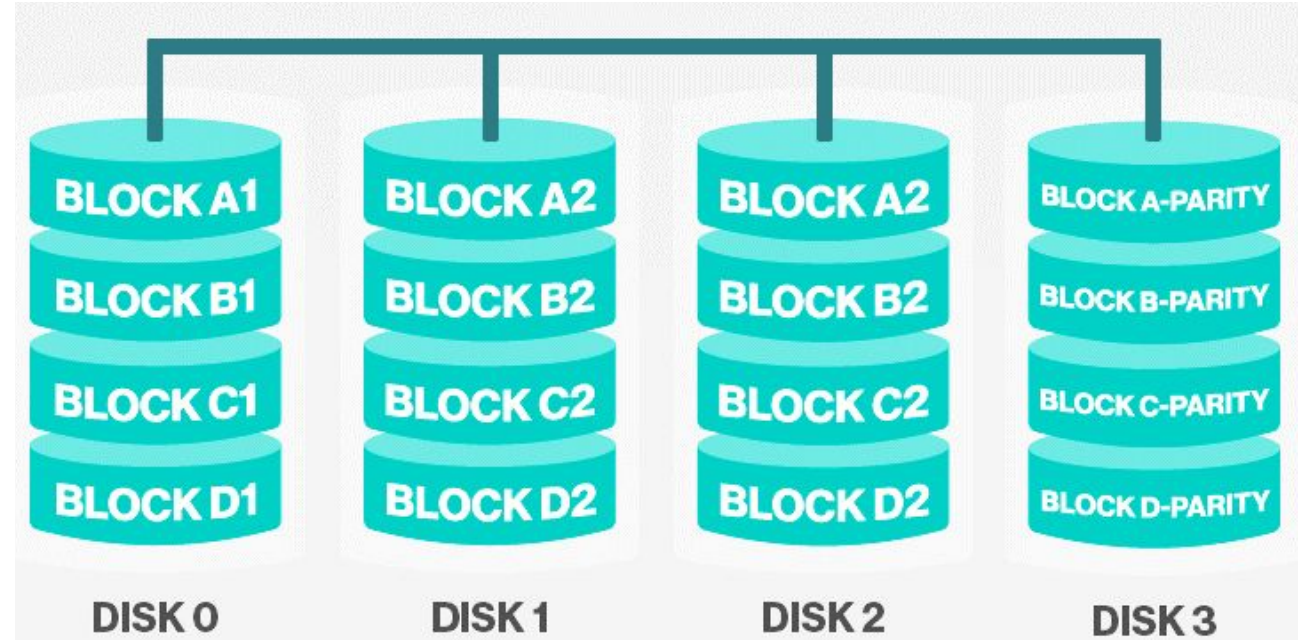 BLOCK A1 BLOCK A2 BLOCK A2 BLOCK A-PARITY
BLOCK B1 BLOCK B2 BLOCK B2 BLOCK B-PARITY
BLOCK C1 BLOCK C2 BLOCK C2 BLOCK C-PARITY
BLOCK D1 BLOCK D2 BLOCK D2 BLOCK D-PARITY
DISK 0 DISK 1 DISK 2 DISK 3